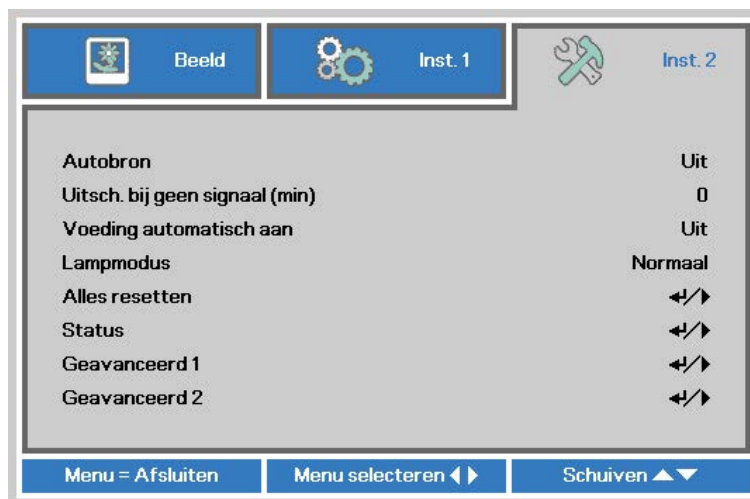 Beeld Inst. 1 Inst. 2
Autobron Uit
Uitsch. bij geen signaal (min) 0
Voeding automatisch aan Uit
Lampmodus Normaal
Alles resetten
Status
Geavanceerd 1
Geavanceerd 2
Menu = Afsluiten Menu selecteren Schuiven